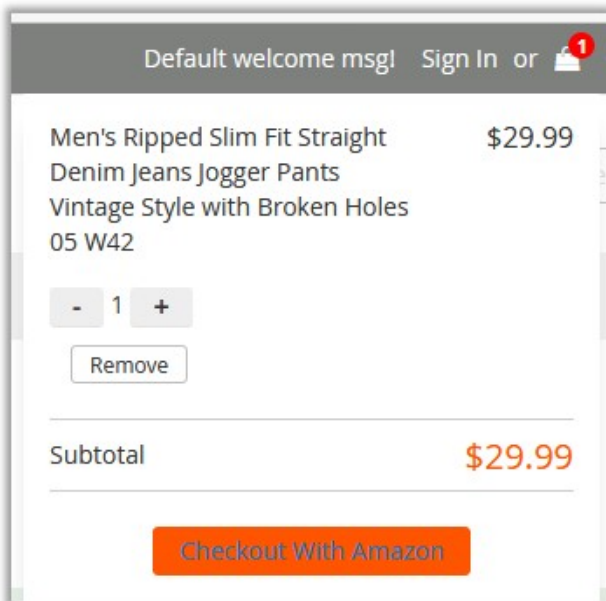 Default welcome msg! Sign In or 1
Men's Ripped Slim Fit Straight $29.99
Denim Jeans Jogger Pants
Vintage Style with Broken Holes
05 W42
- 1 +
Remove
Subtotal $29.99
Checkout With Amazon